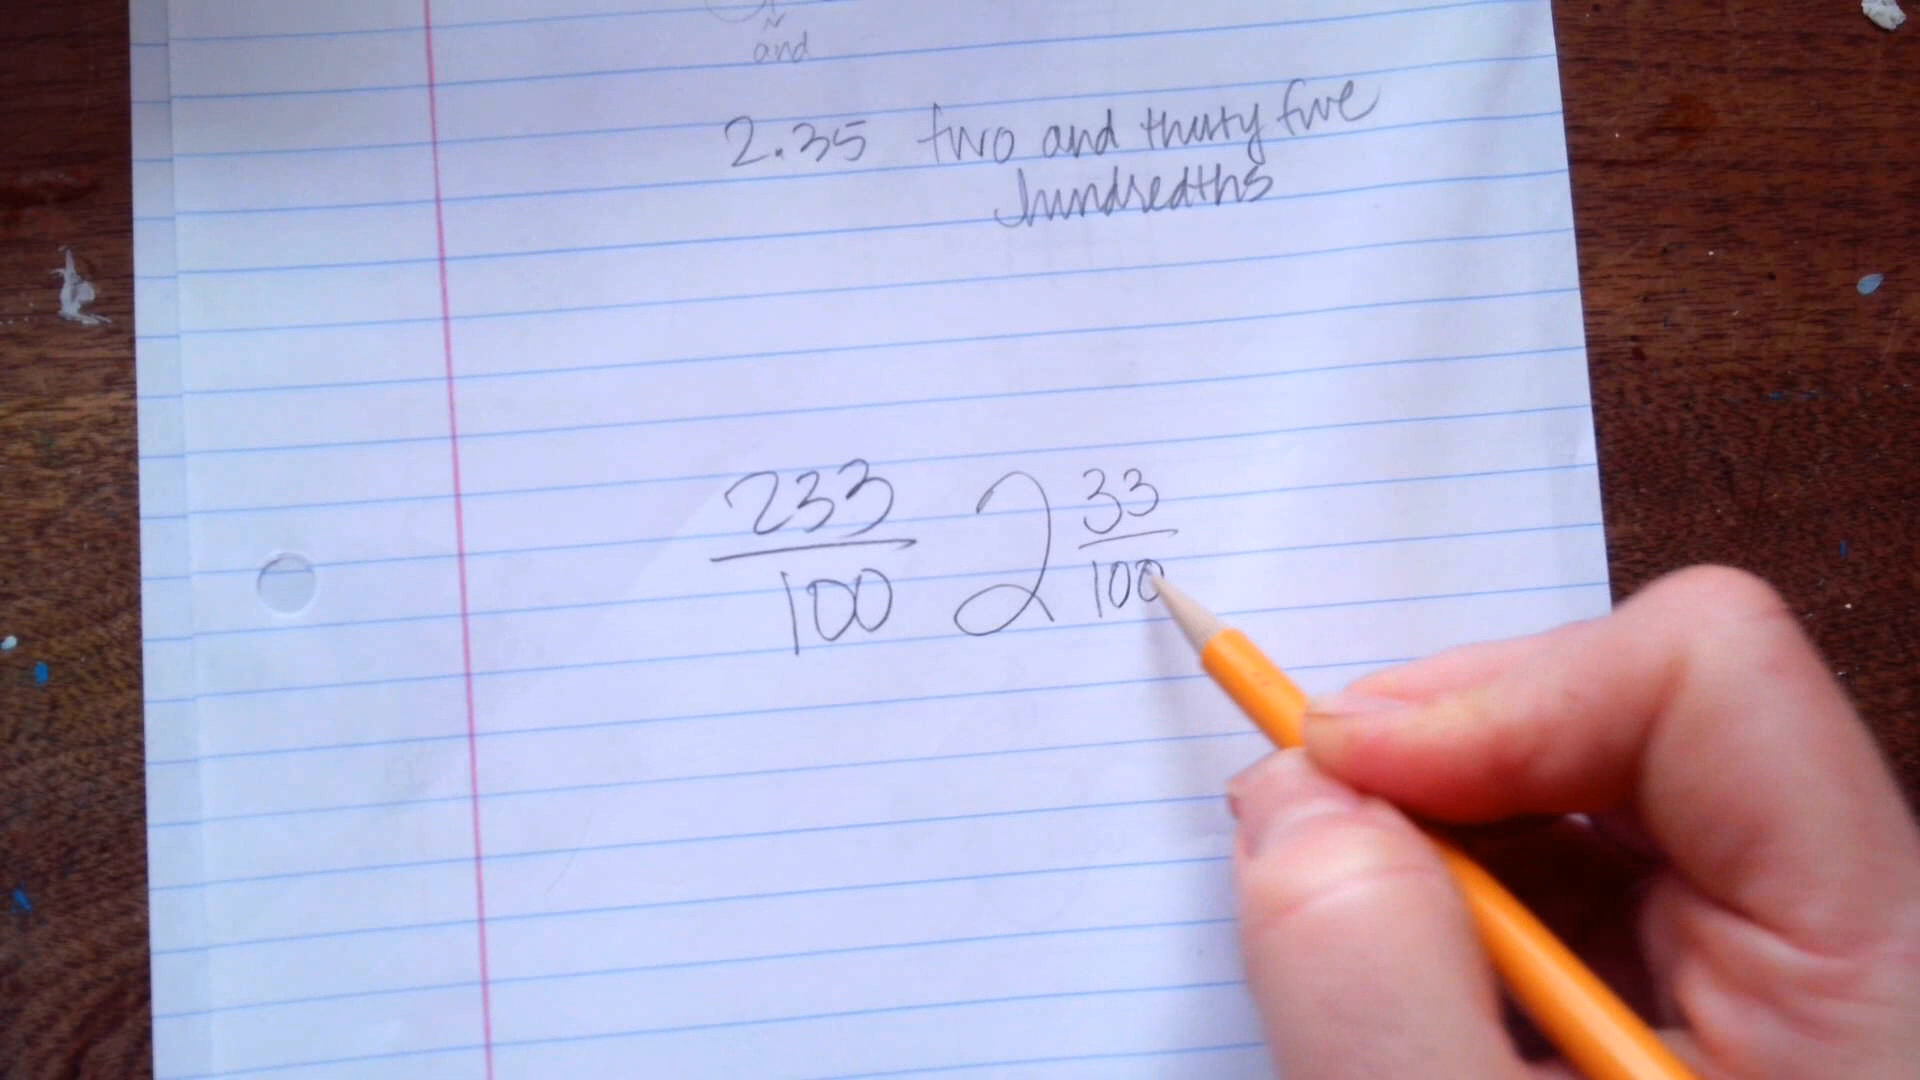 and
2.35 two and thirty five
hundredths
233 2 33
100 100